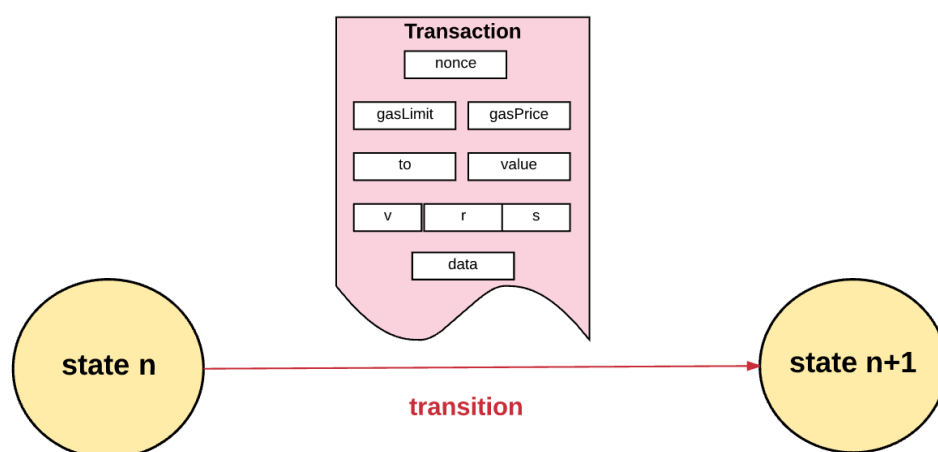 Transaction
nonce
gasLimit gasPrice
to value
v r s
data
state n
state n+1
transition